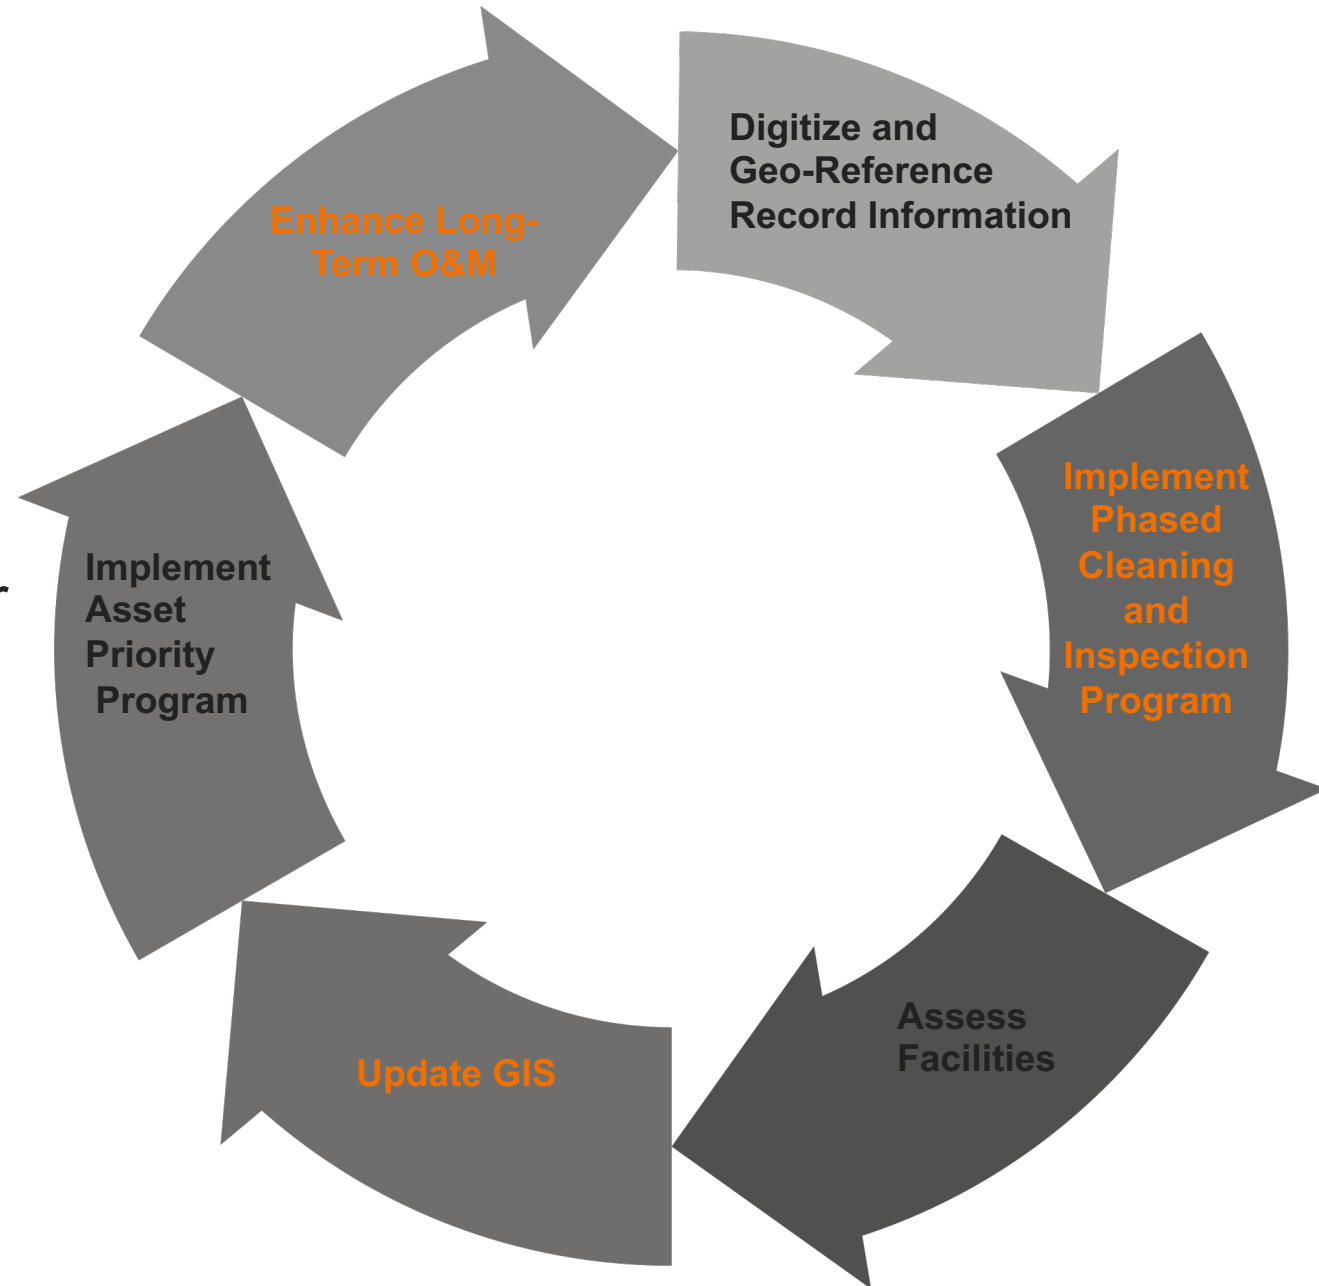 Digitize and
Geo-Reference
Record Information
Implement
Phased
Cleaning
and
Inspection
Program
Assess
Facilities
Update GIS
Implement
Asset
Priority
Program
Enhance Long-
Term O&M